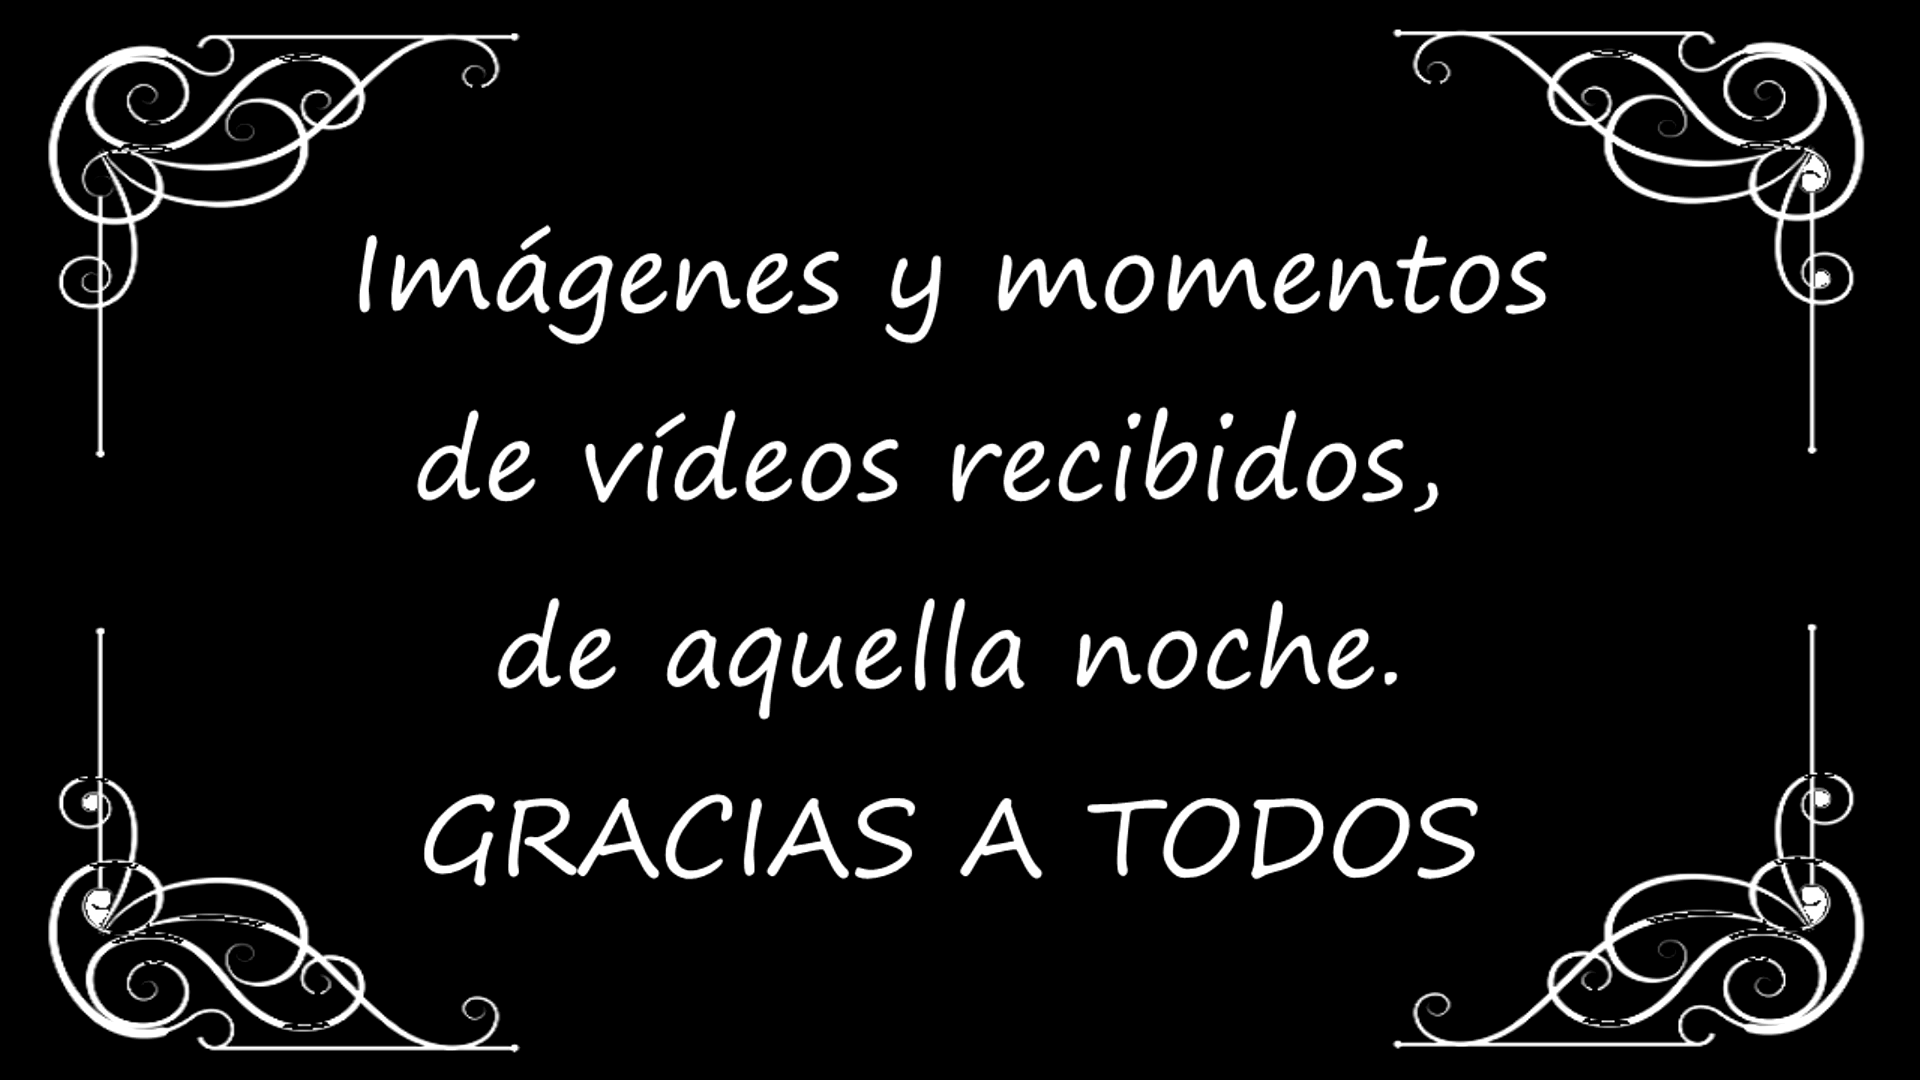 Imágenes y momentos
de vídeos recibidos,
de aquella noche.
GRACIAS A TODOS